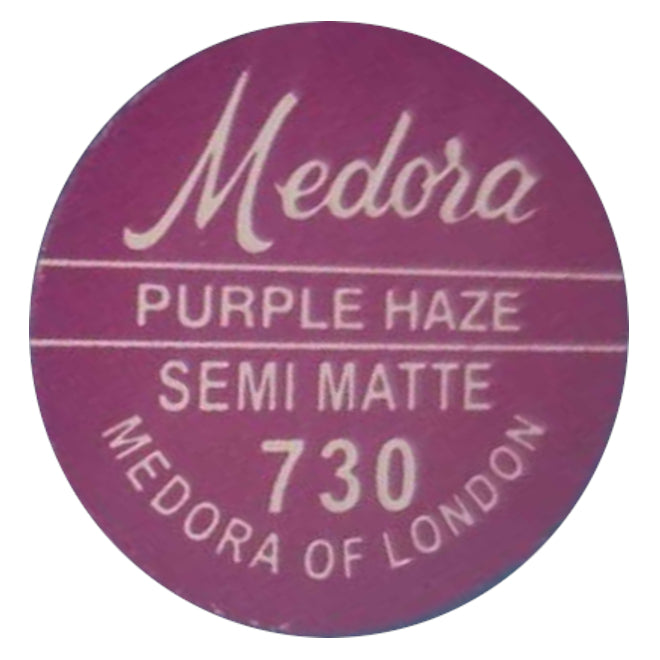 Medora
PURPLE HAZE
SEMI MATTE
730
MEDORA OF LONDON